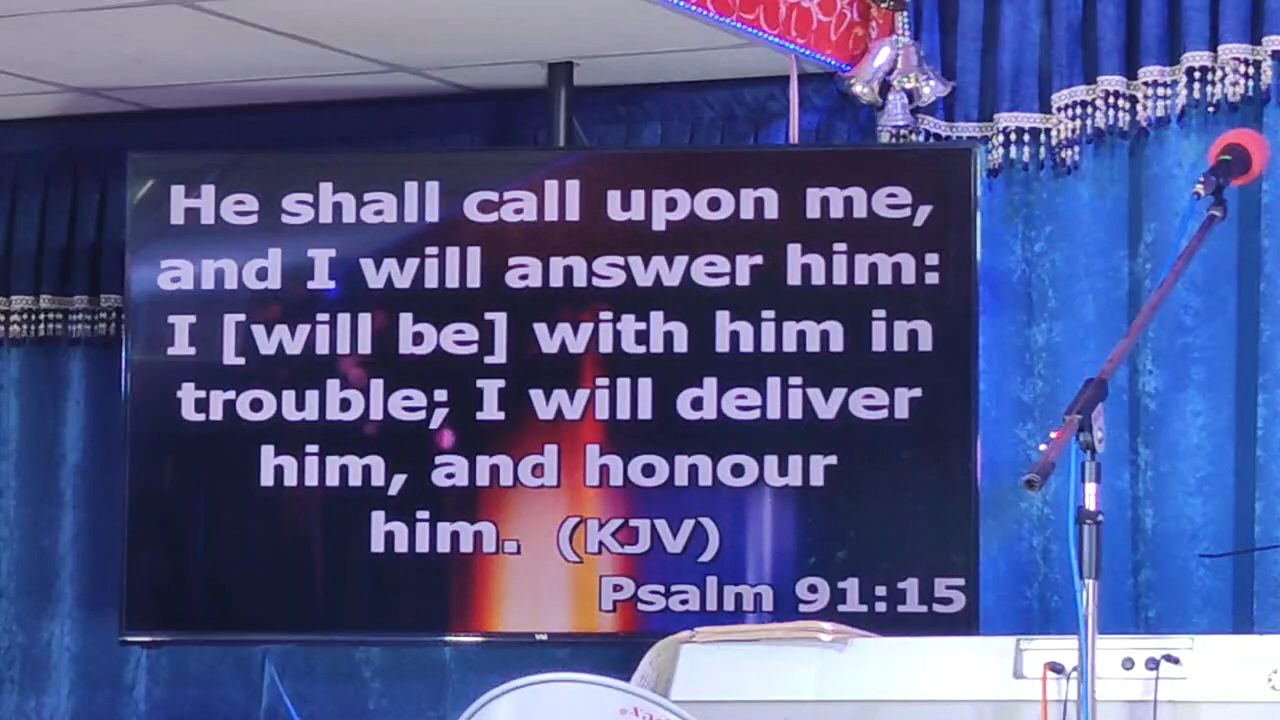 He shall call upon me,
and I will answer him:
I [will be] with him in
trouble; I will deliver
him, and honour
him. (KJV)
Psalm 91:15